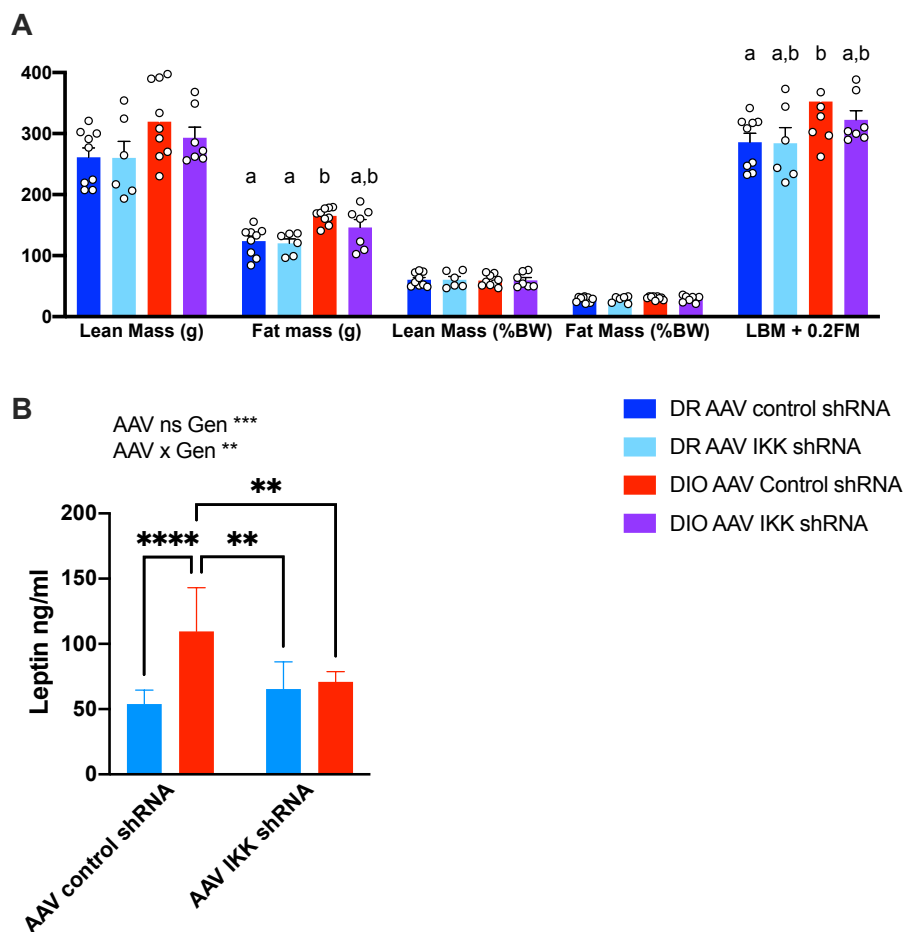 A
a a,b b a,b
400
300
a a b a,b
200
100
0
Lean Mass (g) Fat mass (g) Lean Mass (%BW) Fat Mass (%BW) LBM + 0.2FM
B
AAV ns Gen ***
AAV x Gen **
DR AAV control shRNA
DR AAV IKK shRNA
DIO AAV Control shRNA
DIO AAV IKK shRNA
**
**** **
200
150
100
50
0
Leptin ng/ml
AAV control shRNA
AAV IKK shRNA